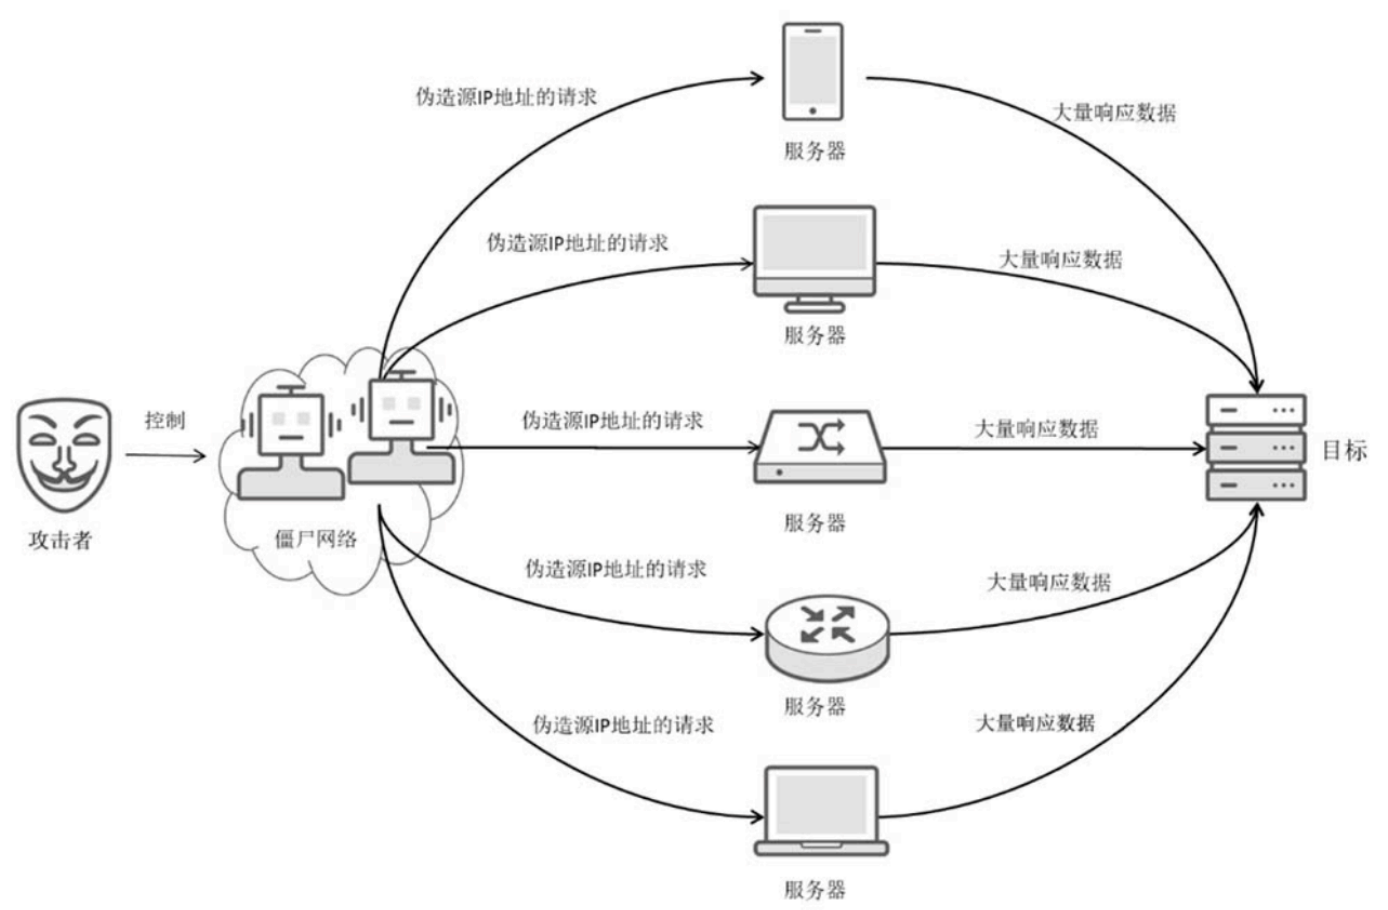 伪造源IP地址的请求
大量响应数据
服务器
伪造源IP地址的请求
大量响应数据
服务器
控制
伪造源IP地址的请求
大量响应数据
目标
攻击者
僵尸网络
服务器
伪造源IP地址的请求
大量响应数据
服务器
伪造源IP地址的请求
大量响应数据
服务器